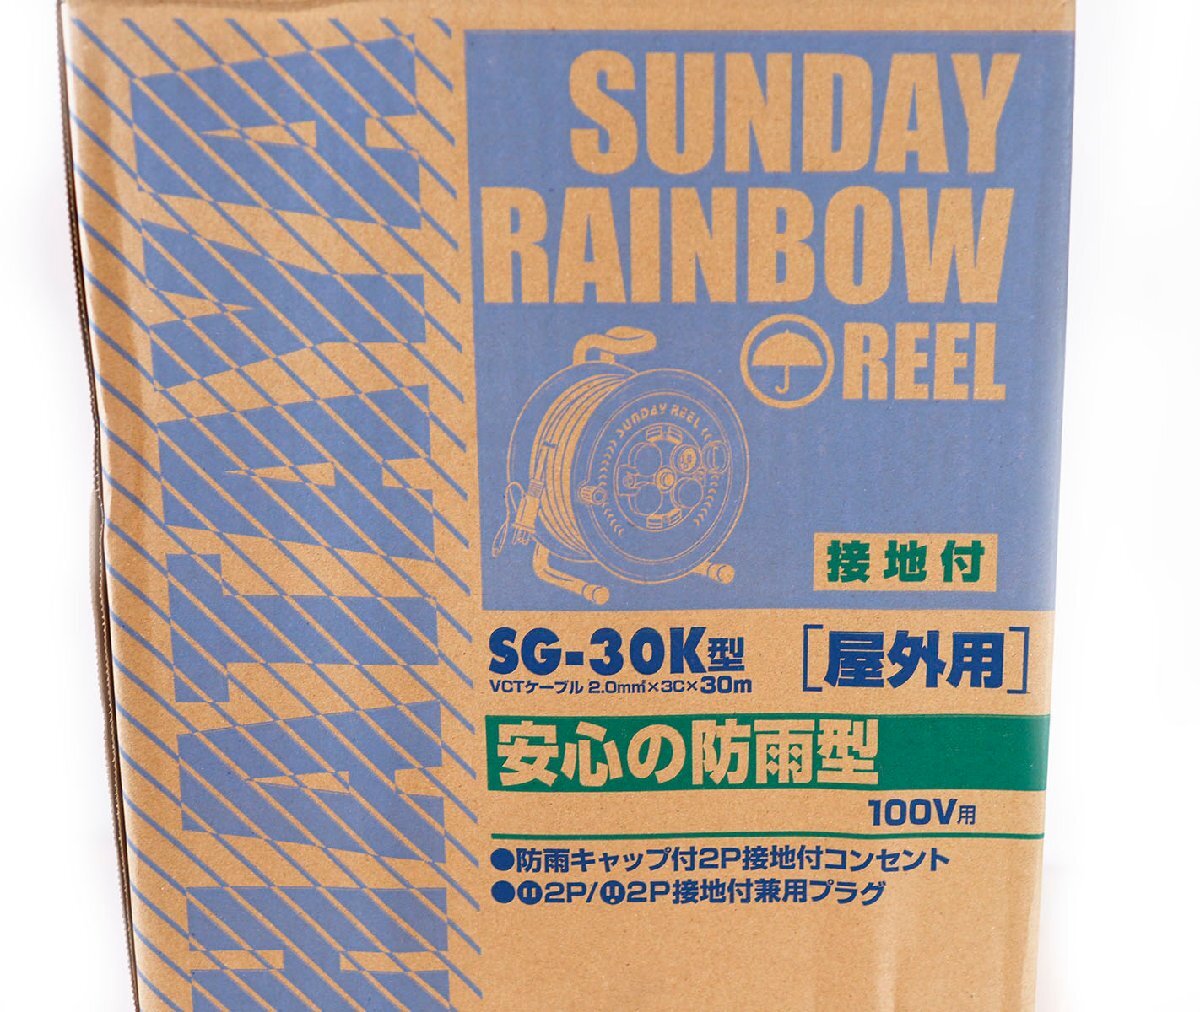 SUNDAY
RAINBOW
REEL
SUNDAY REEL
接地付
SG-30K型
VCTケーブル 2.0mm²×3C×30m
[屋外用]
安心の防雨型
100V用
●防雨キャップ付2P接地付コンセント
●2P/2P接地付兼用プラグ
HATAYA